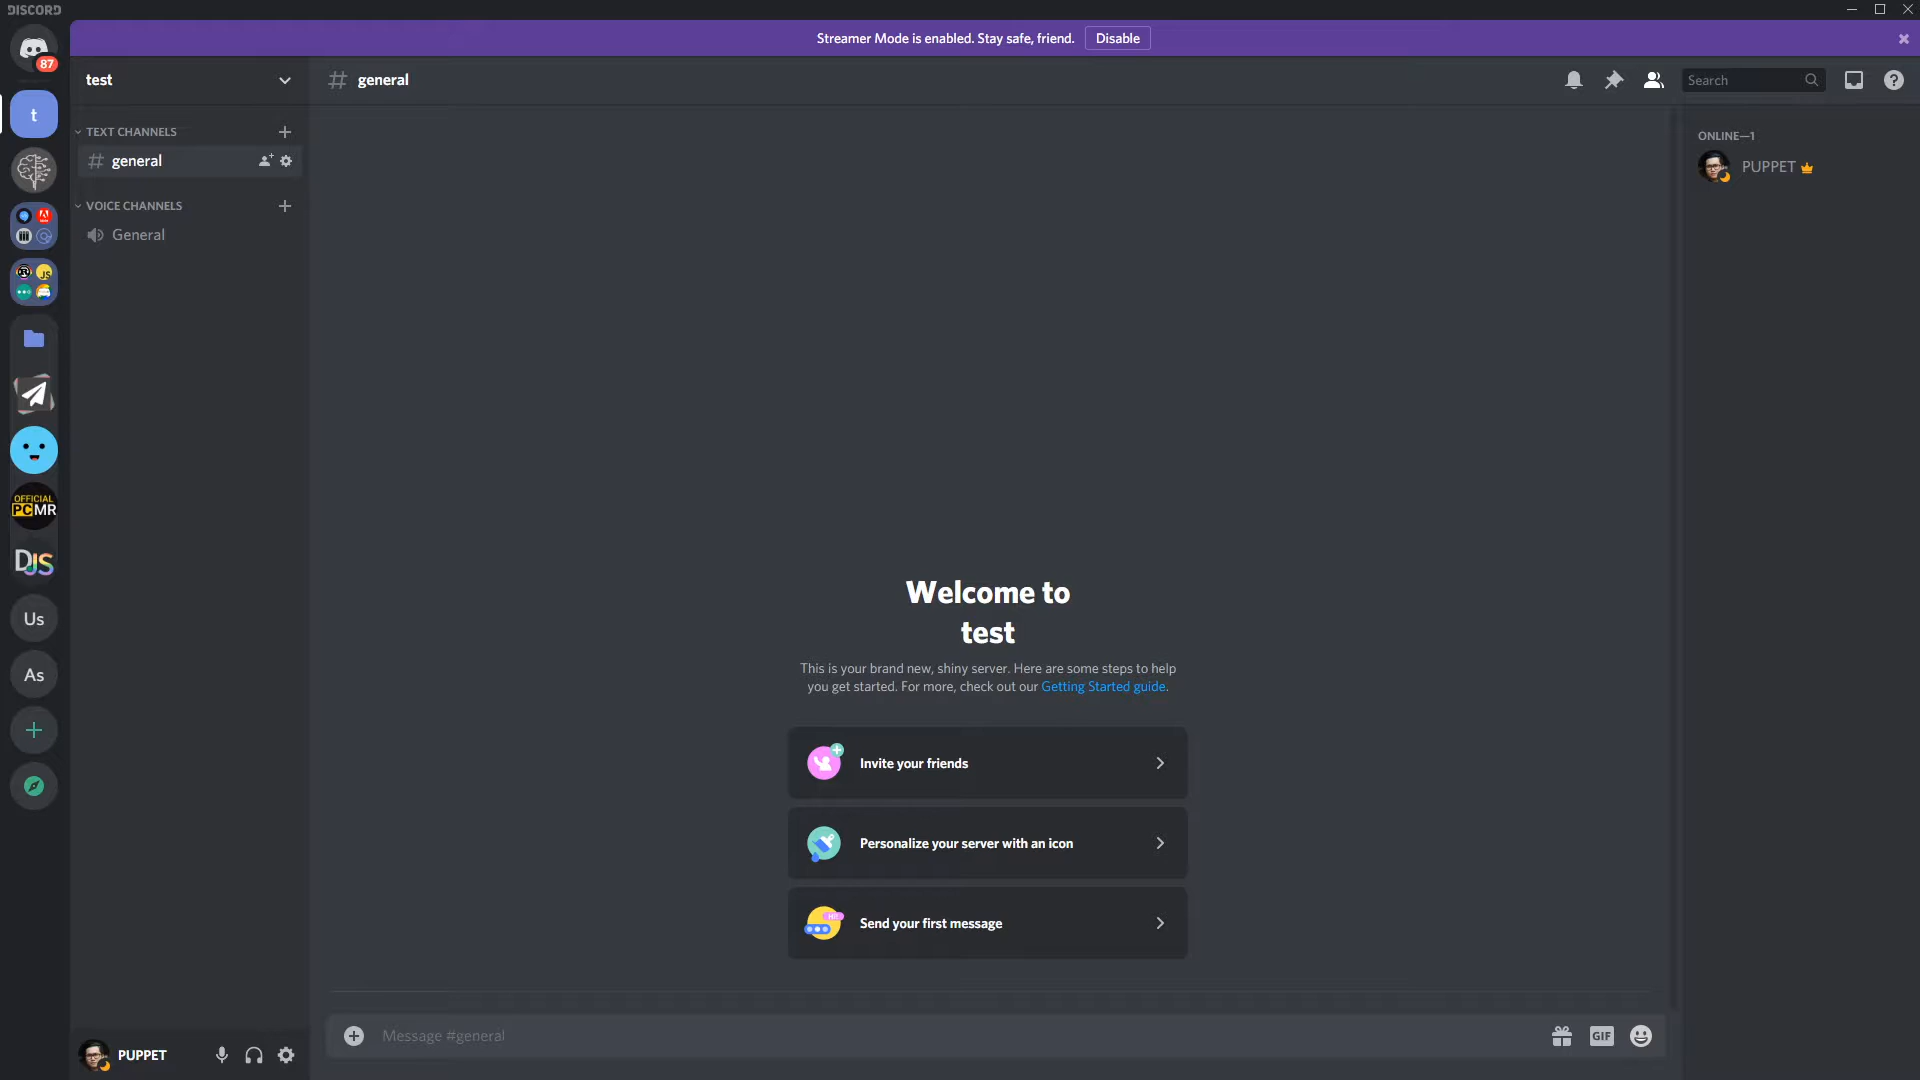 DISCORD
Streamer Mode is enabled. Stay safe, friend.
Disable
87
test
general
Search
t
TEXT CHANNELS
general
ONLINE—1
PUPPET
VOICE CHANNELS
General
JS
OFFICIAL
PCMR
DJS
Us
As
Welcome to
test
This is your brand new, shiny server. Here are some steps to help
you get started. For more, check out our Getting Started guide.
Invite your friends
Personalize your server with an icon
HI!
Send your first message
Message #general
GIF
PUPPET